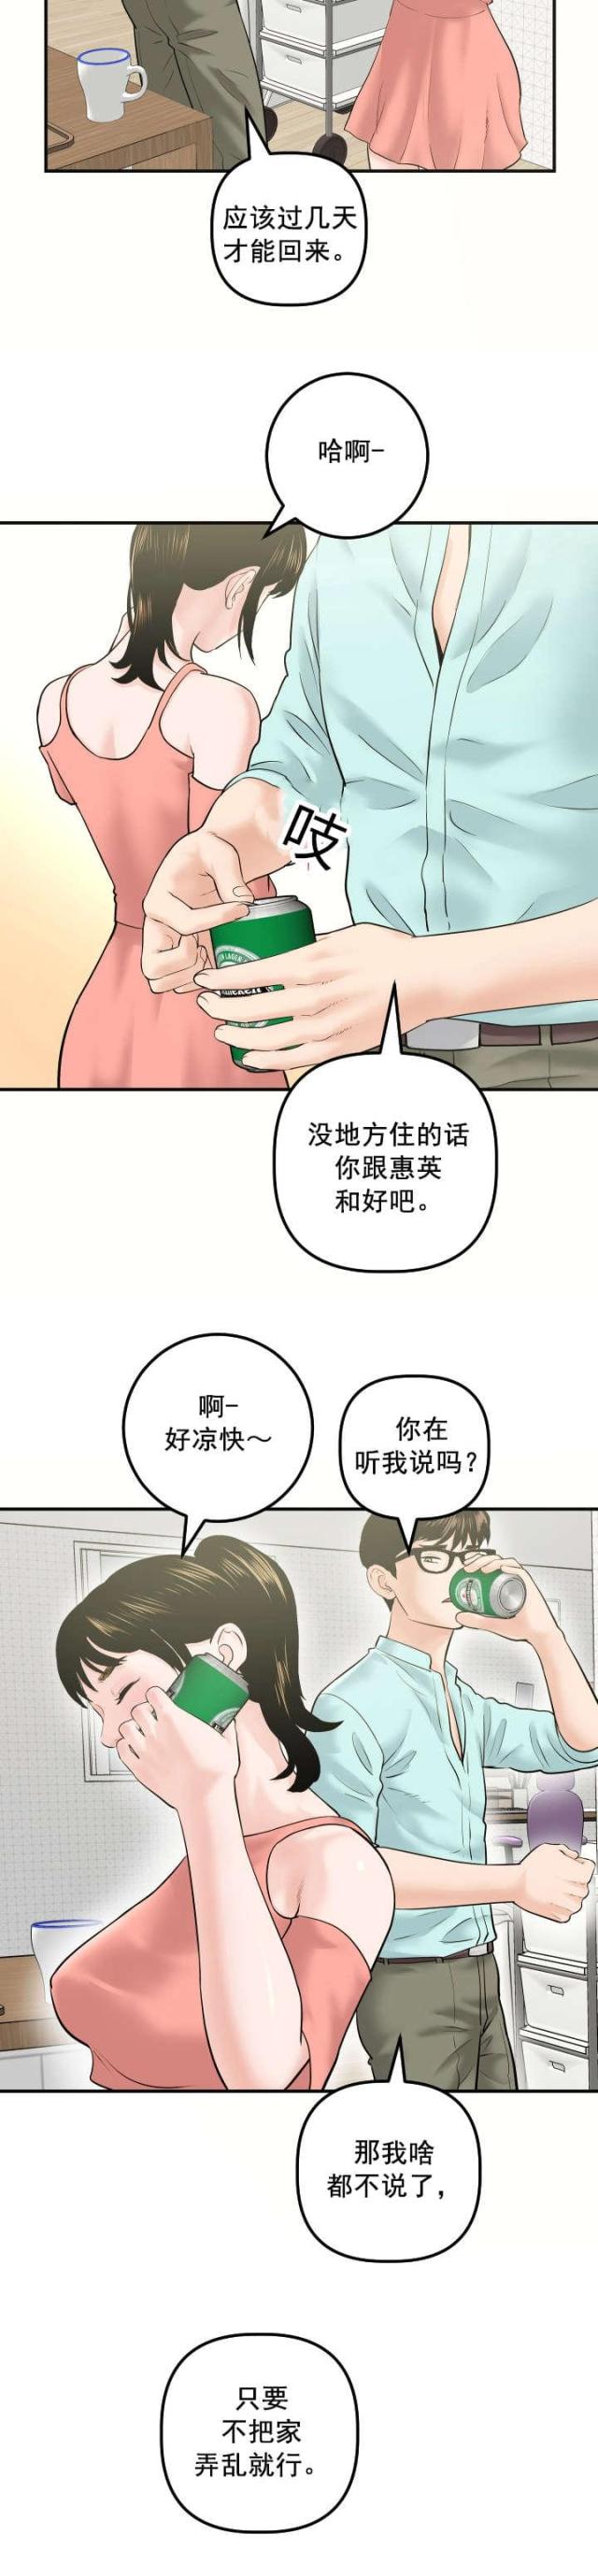 应该过几天
才能回来。
哈啊-
吱
LAGER
没地方住的话
你跟惠英
和好吧。
啊-
好凉快～
你在
听我说吗？
那我啥
都不说了，
只要
不把家
弄乱就行。